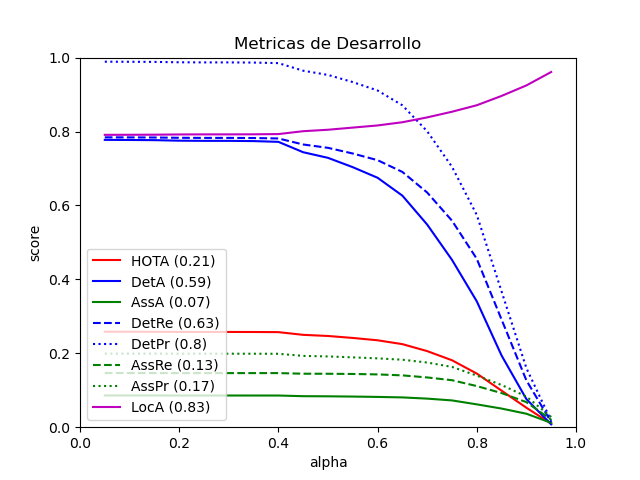 Metricas de Desarrollo
1.0
0.8
0.6
0.4
0.2
0.0
score
HOTA (0.21)
DetA (0.59)
AssA (0.07)
DetRe (0.63)
DetPr (0.8)
AssRe (0.13)
AssPr (0.17)
LocA (0.83)
0.0 0.2 0.4 0.6 0.8 1.0
alpha